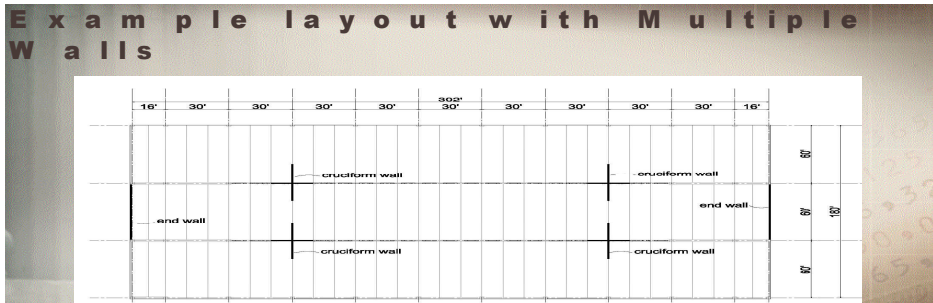 Example layout with Multiple
Walls
302'
16' 30' 30' 30' 30' 30' 30' 30' 30' 30' 16'
60'
cruciform wall cruciform wall
end wall
60' 180'
end wall
cruciform wall cruciform wall
60'